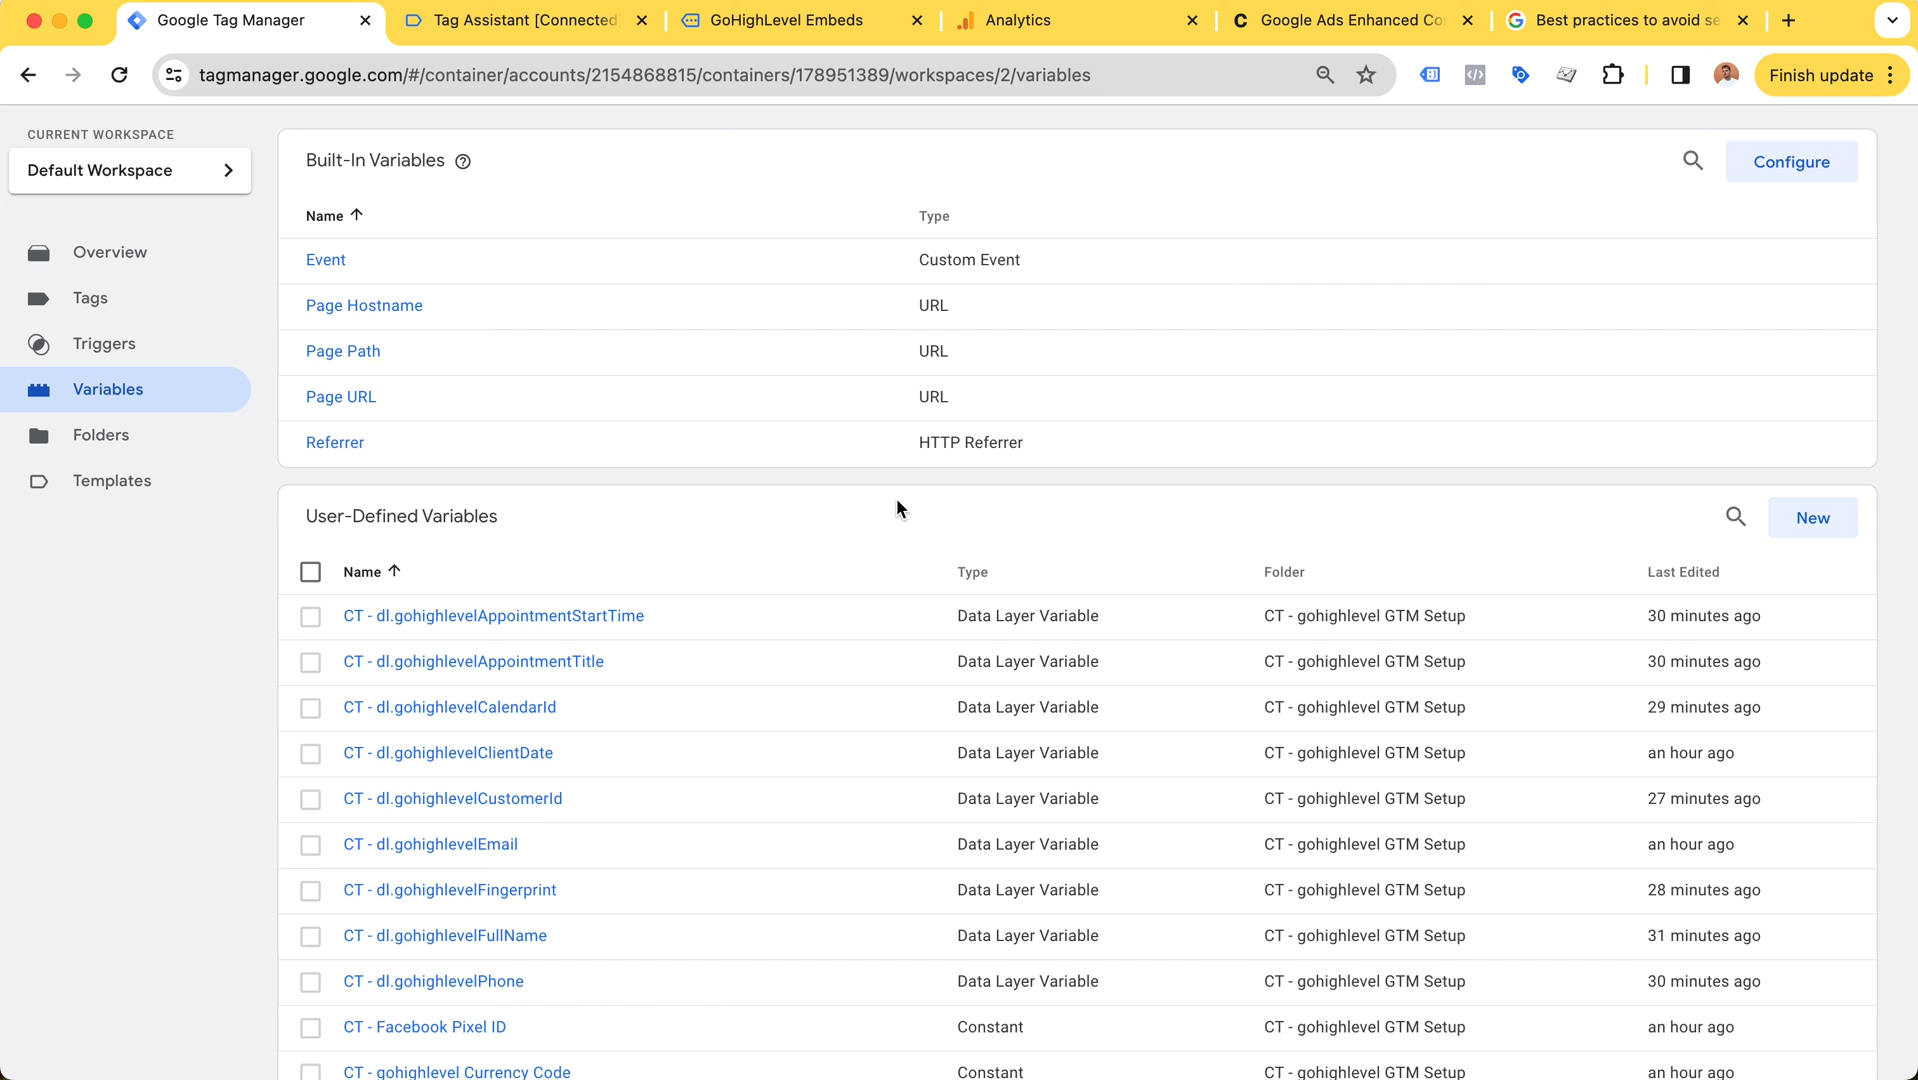 Google Tag Manager
Tag Assistant [Connected]
GoHighLevel Embeds
Analytics
Google Ads Enhanced Co
Best practices to avoid se
tagmanager.google.com/#/container/accounts/2154868815/containers/178951389/workspaces/2/variables
Finish update
CURRENT WORKSPACE
Default Workspace
Overview
Tags
Triggers
Variables
Folders
Templates
Built-In Variables
Configure
Name Type
Event Custom Event
Page Hostname URL
Page Path URL
Page URL URL
Referrer HTTP Referrer
User-Defined Variables
New
Name Type Folder Last Edited
CT - dl.gohighlevelAppointmentStartTime Data Layer Variable CT - gohighlevel GTM Setup 30 minutes ago
CT - dl.gohighlevelAppointmentTitle Data Layer Variable CT - gohighlevel GTM Setup 30 minutes ago
CT - dl.gohighlevelCalendarId Data Layer Variable CT - gohighlevel GTM Setup 29 minutes ago
CT - dl.gohighlevelClientDate Data Layer Variable CT - gohighlevel GTM Setup an hour ago
CT - dl.gohighlevelCustomerId Data Layer Variable CT - gohighlevel GTM Setup 27 minutes ago
CT - dl.gohighlevelEmail Data Layer Variable CT - gohighlevel GTM Setup an hour ago
CT - dl.gohighlevelFingerprint Data Layer Variable CT - gohighlevel GTM Setup 28 minutes ago
CT - dl.gohighlevelFullName Data Layer Variable CT - gohighlevel GTM Setup 31 minutes ago
CT - dl.gohighlevelPhone Data Layer Variable CT - gohighlevel GTM Setup 30 minutes ago
CT - Facebook Pixel ID Constant CT - gohighlevel GTM Setup an hour ago
CT - gohighlevel Currency Code Constant CT - gohighlevel GTM Setup an hour ago